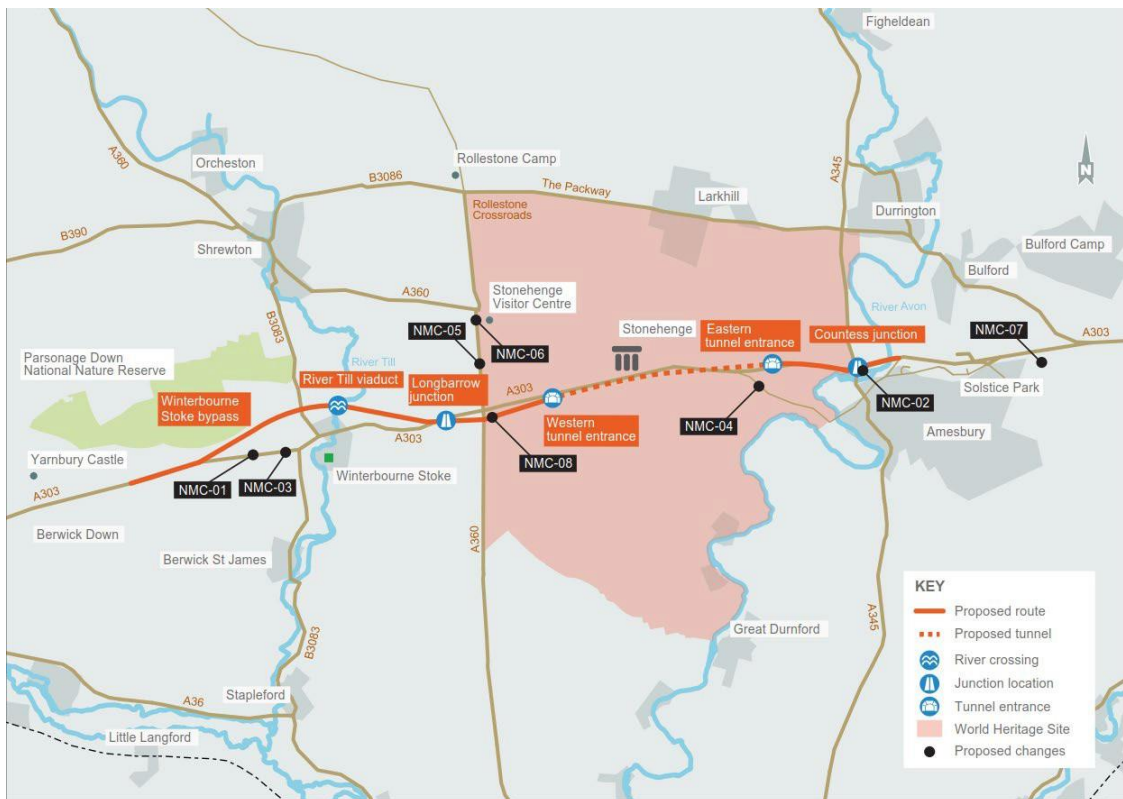 Figheldean
A360
Orcheston
Rollestone Camp
B3086
The Packway
Larkhill
A345
N
Rollestone
Crossroads
Durrington
B390
Shrewton
Bulford Camp
Bulford
A360
Stonehenge
Visitor Centre
River Avon
B3083
NMC-05
NMC-06
Stonehenge
Eastern
tunnel entrance
Countess junction
NMC-07
A303
Parsonage Down
National Nature Reserve
River Till
River Till viaduct
Longbarrow
junction
A303
Solstice Park
Winterbourne
Stoke bypass
NMC-02
Western
tunnel entrance
NMC-04
Amesbury
A303
NMC-08
Yarnbury Castle
NMC-01
NMC-03
Winterbourne Stoke
A303
Berwick Down
A360
Berwick St James
KEY
Proposed route
Proposed tunnel
River crossing
Junction location
Tunnel entrance
World Heritage Site
Proposed changes
A345
Great Durnford
B3083
A36
Stapleford
Little Langford